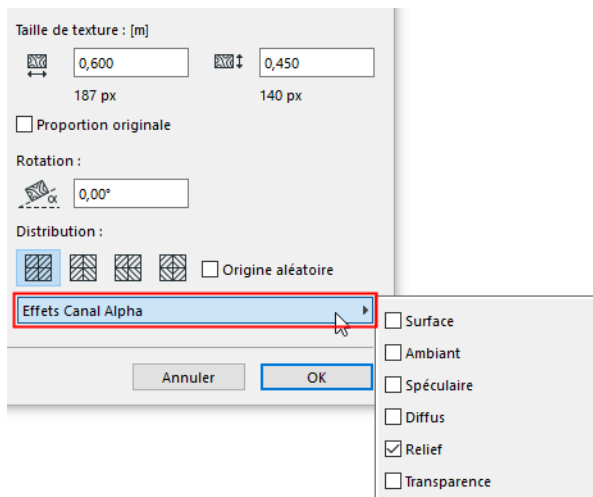 Taille de texture : [m]
0,600 0,450
187 px 140 px
Proportion originale
Rotation :
α 0,00°
Distribution :
Origine aléatoire
Effets Canal Alpha
Surface
Ambiant
Annuler OK
Spéculaire
Diffus
Relief
Transparence